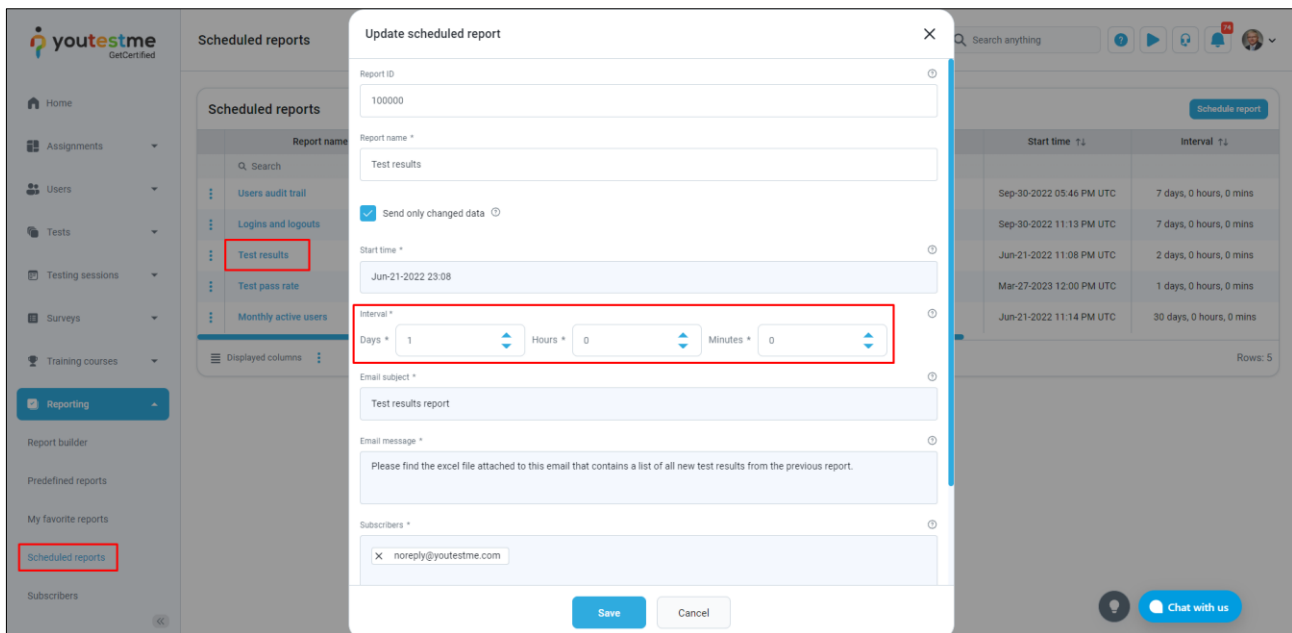 youtestme
GetCertified
Home
Assignments
Users
Tests
Testing sessions
Surveys
Training courses
Reporting
Report builder
Predefined reports
My favorite reports
Scheduled reports
Subscribers
Scheduled reports
Search anything
74
Scheduled reports
Schedule report
Report name
Start time
Interval
Search
Users audit trail
Sep-30-2022 05:46 PM UTC
7 days, 0 hours, 0 mins
Logins and logouts
Sep-30-2022 11:13 PM UTC
7 days, 0 hours, 0 mins
Test results
Jun-21-2022 11:08 PM UTC
2 days, 0 hours, 0 mins
Test pass rate
Mar-27-2023 12:00 PM UTC
1 days, 0 hours, 0 mins
Monthly active users
Jun-21-2022 11:14 PM UTC
30 days, 0 hours, 0 mins
Displayed columns
Rows: 5
Update scheduled report
Report ID
100000
Report name *
Test results
Send only changed data
Start time *
Jun-21-2022 23:08
Interval *
Days * 1 Hours * 0 Minutes * 0
Email subject *
Test results report
Email message *
Please find the excel file attached to this email that contains a list of all new test results from the previous report.
Subscribers *
noreply@youtestme.com
Save
Cancel
Chat with us